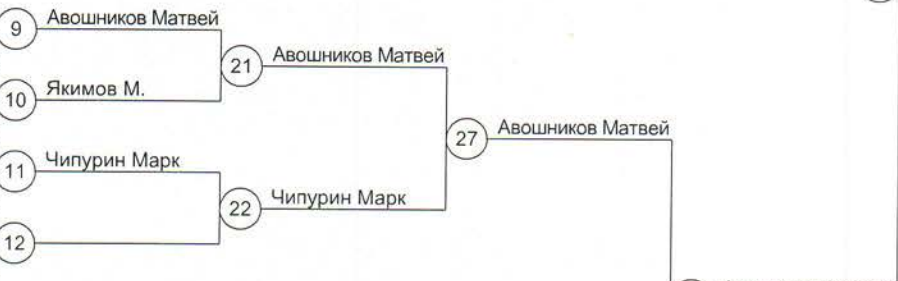 9 Авошников Матвей
21 Авошников Матвей
10 Якимов М.
27 Авошников Матвей
11 Чипурин Марк
22 Чипурин Марк
12